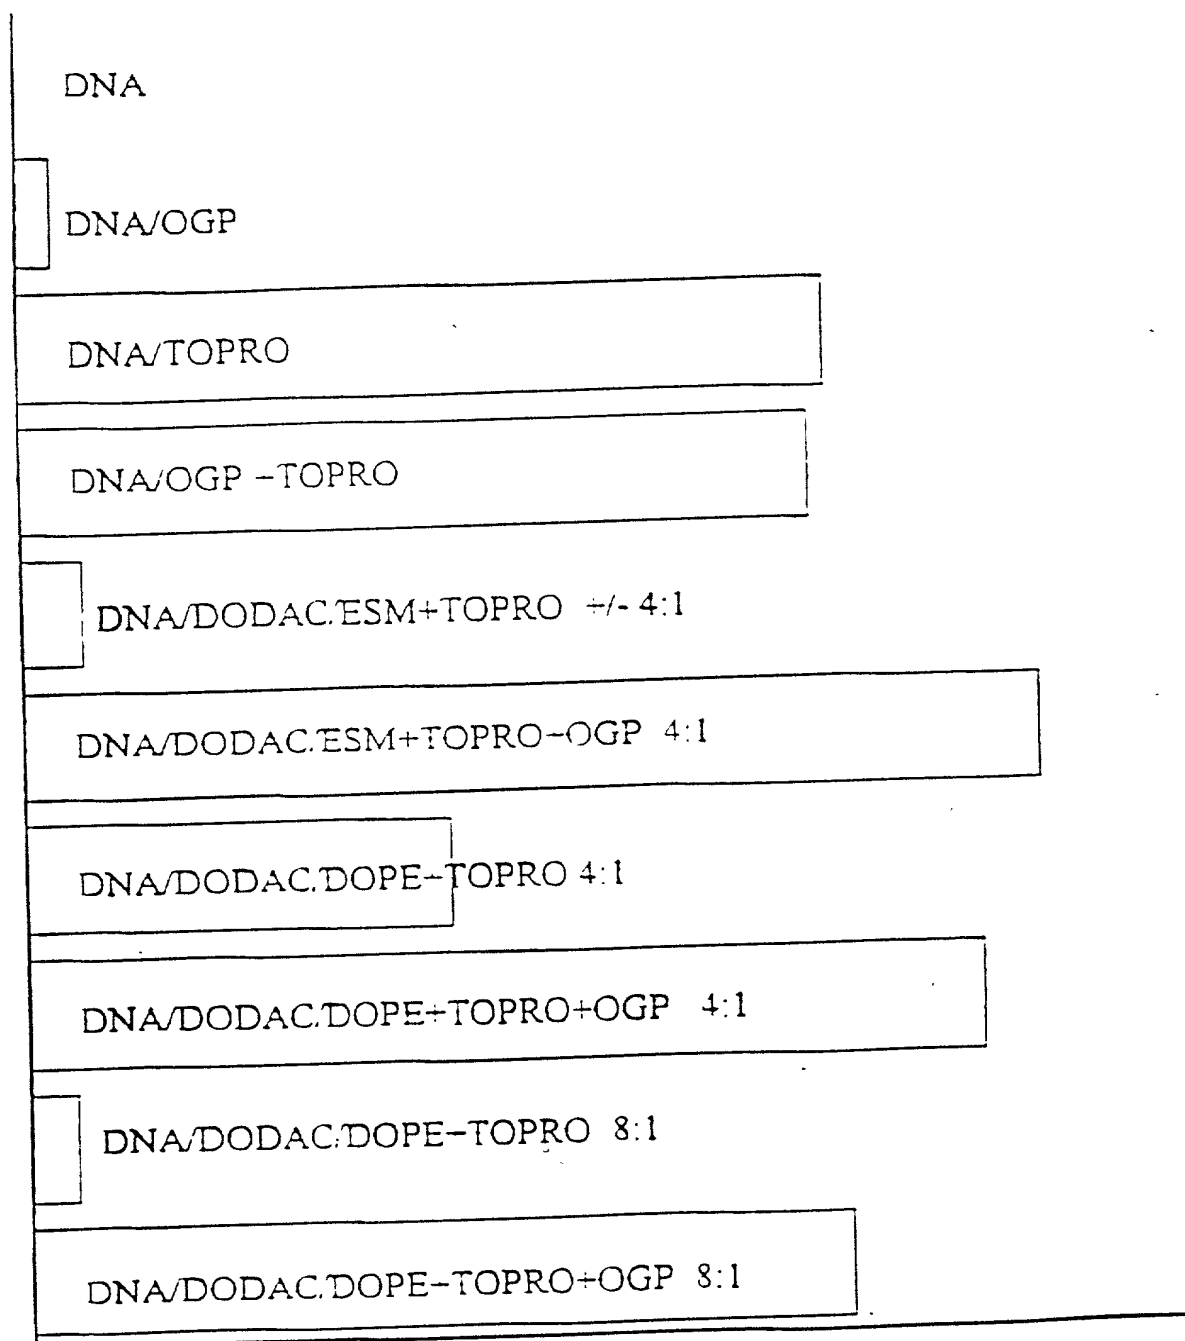 DNA
DNA/OGP
DNA/TOPRO
DNA/OGP -TOPRO
DNA/DODAC/ESM+TOPRO +/- 4:1
DNA/DODAC/ESM+TOPRO-OGP 4:1
DNA/DODAC/DOPE-TOPRO 4:1
DNA/DODAC/DOPE+TOPRO+OGP 4:1
DNA/DODAC/DOPE-TOPRO 8:1
DNA/DODAC/DOPE-TOPRO+OGP 8:1